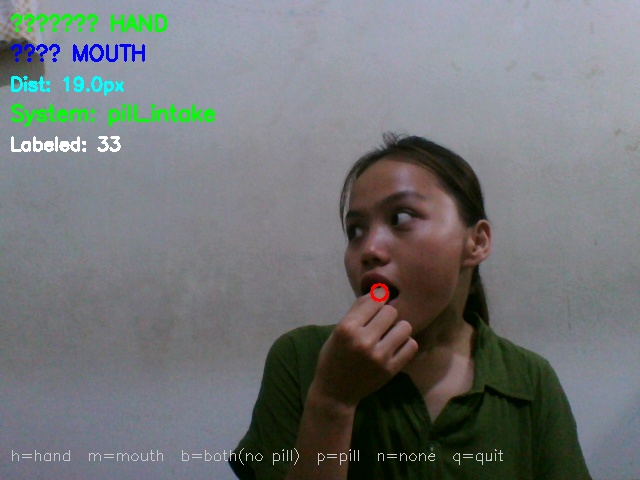 ??????? HAND
???? MOUTH
Dist: 19.0px
System: pill_intake
Labeled: 33
h=hand m=mouth b=both(no pill) p=pill n=none q=quit